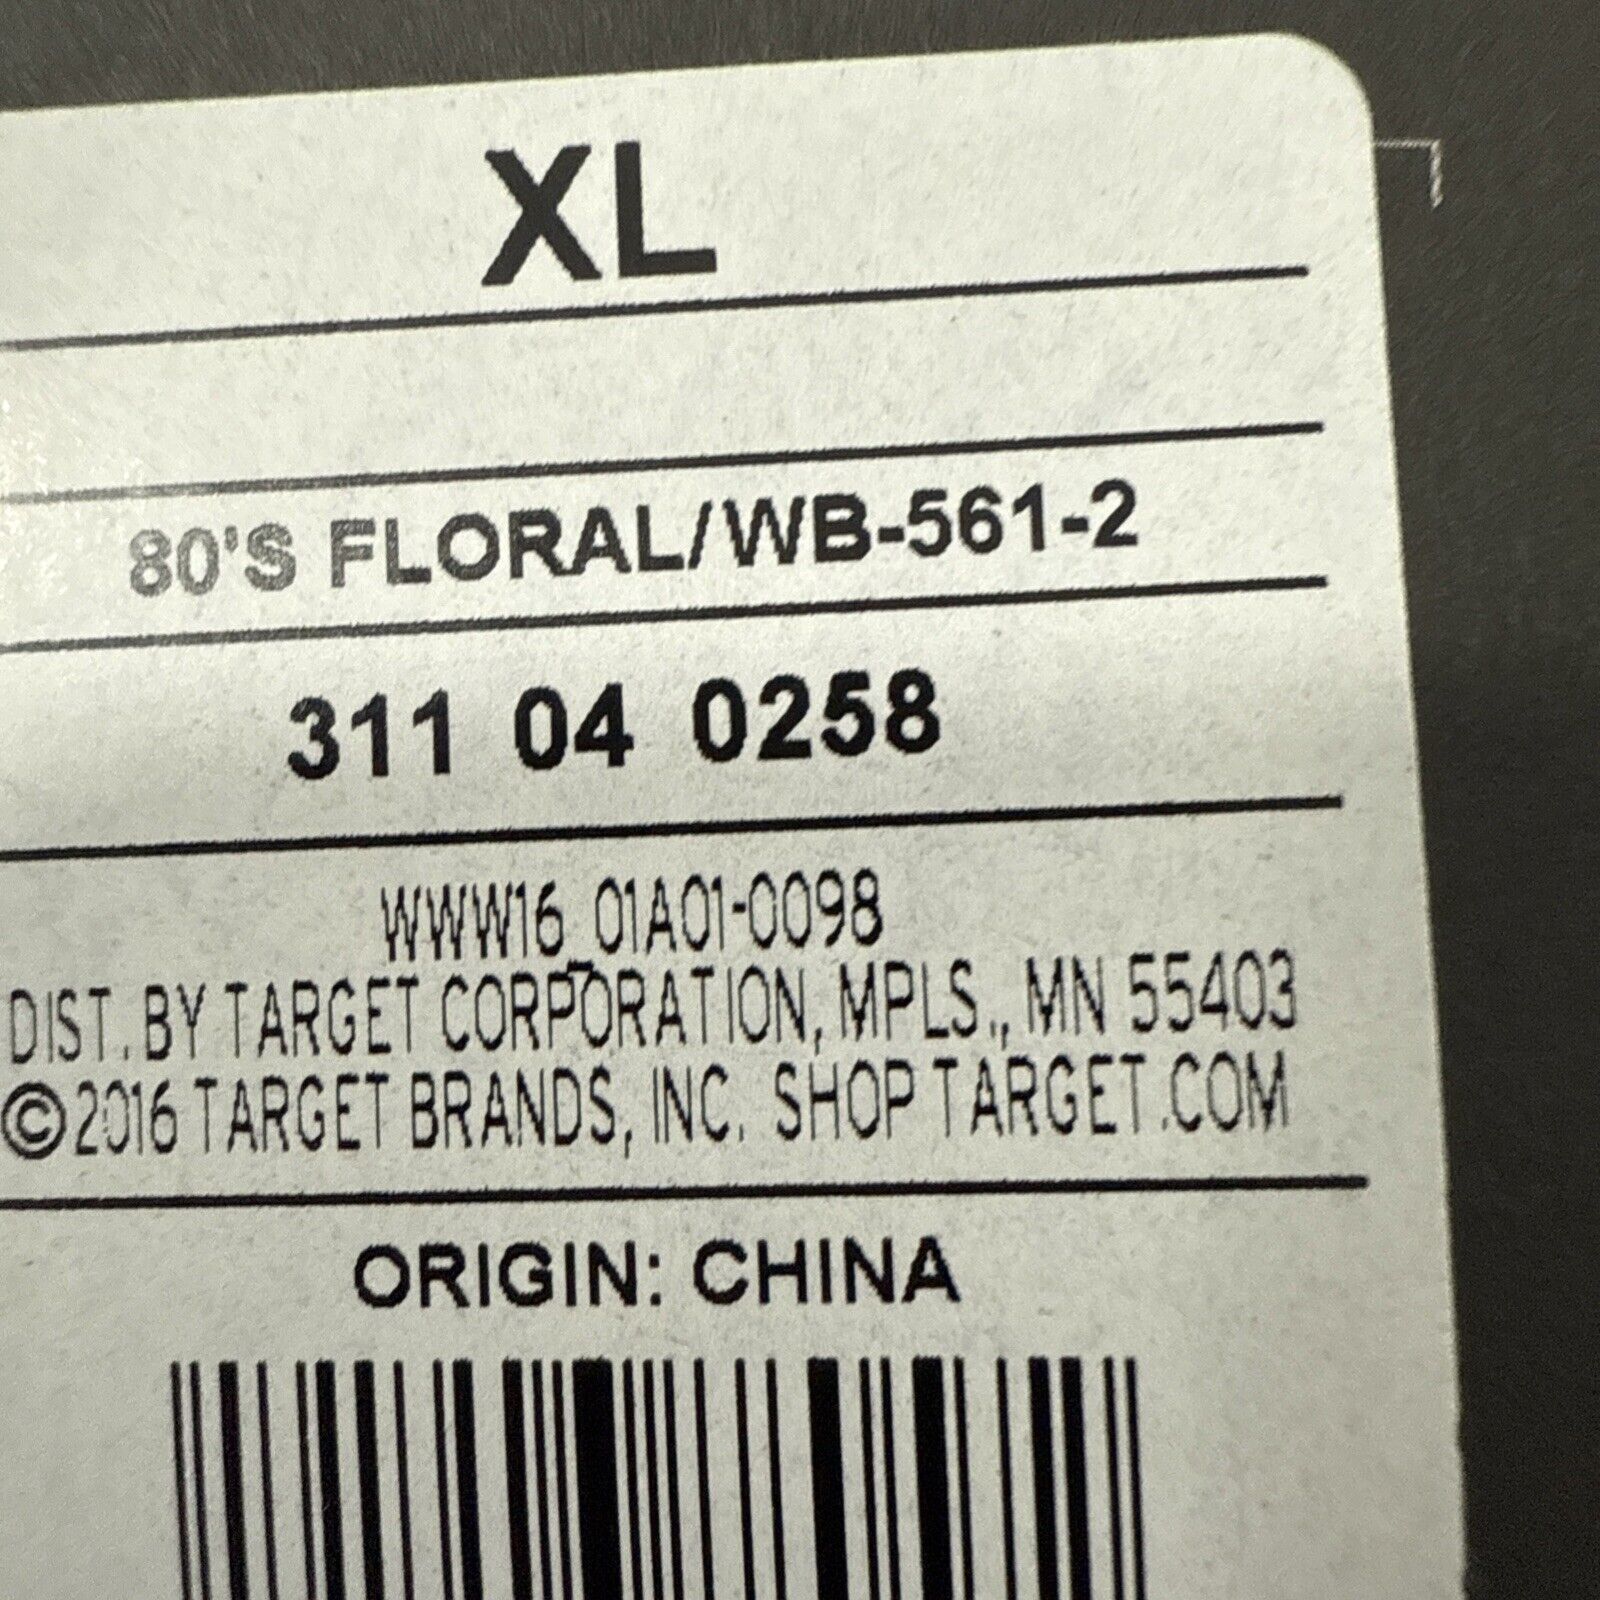 XL
80'S FLORAL/WB-561-2
311 04 0258
WWW16_01A01-0098
DIST. BY TARGET CORPORATION, MPLS., MN 55403
©2016 TARGET BRANDS, INC. SHOP TARGET.COM
ORIGIN: CHINA